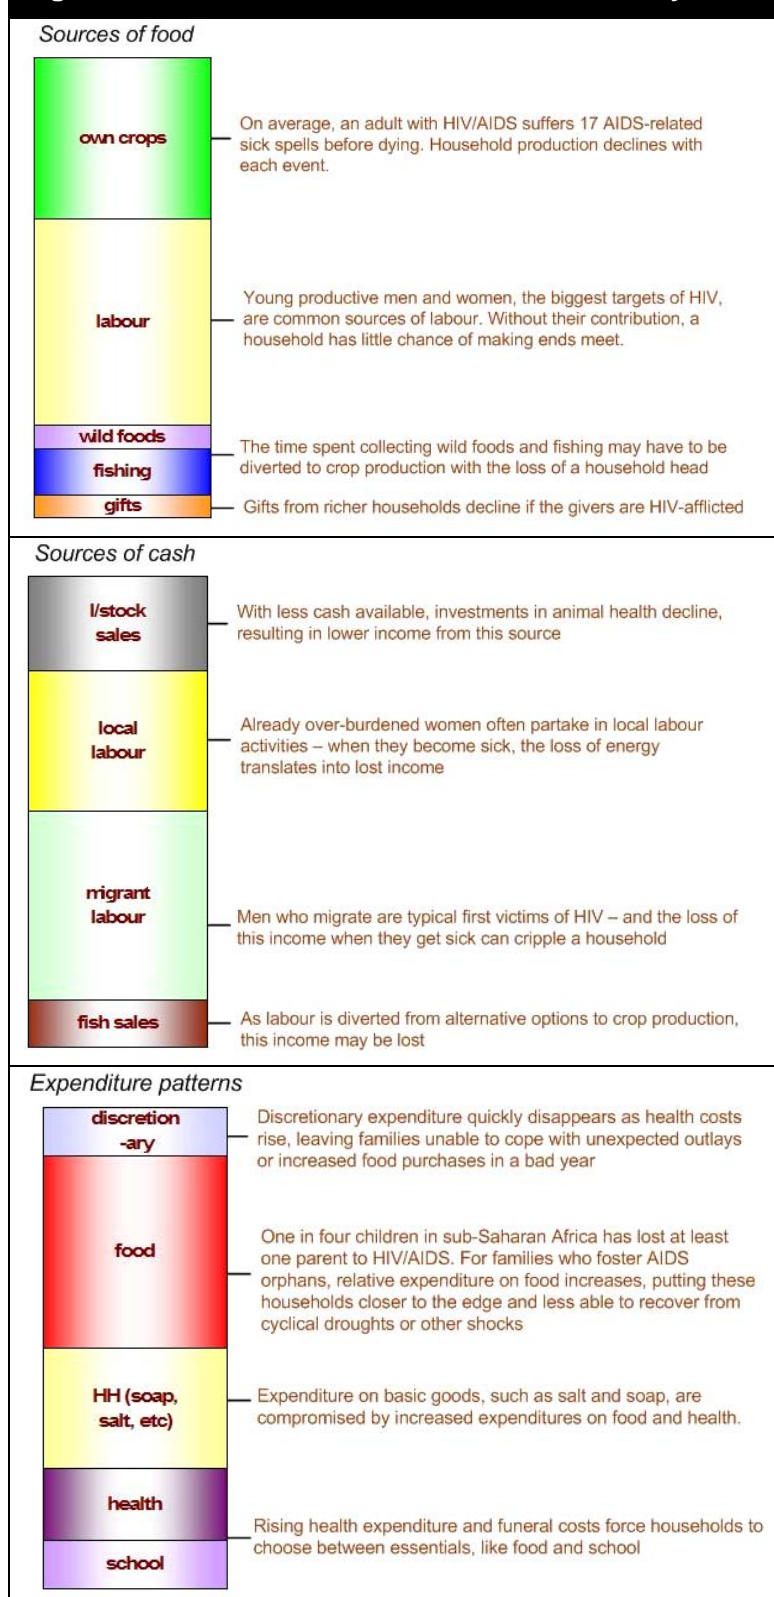 Sources of food
own crops
On average, an adult with HIV/AIDS suffers 17 AIDS-related
sick spells before dying. Household production declines with
each event.
labour
Young productive men and women, the biggest targets of HIV,
are common sources of labour. Without their contribution, a
household has little chance of making ends meet.
wild foods
fishing
The time spent collecting wild foods and fishing may have to be
diverted to crop production with the loss of a household head
gifts
Gifts from richer households decline if the givers are HIV-afflicted
Sources of cash
l/stock
sales
With less cash available, investments in animal health decline,
resulting in lower income from this source
local
labour
Already over-burdened women often partake in local labour
activities – when they become sick, the loss of energy
translates into lost income
migrant
labour
Men who migrate are typical first victims of HIV – and the loss of
this income when they get sick can cripple a household
fish sales
As labour is diverted from alternative options to crop production,
this income may be lost
Expenditure patterns
discretion
-ary
Discretionary expenditure quickly disappears as health costs
rise, leaving families unable to cope with unexpected outlays
or increased food purchases in a bad year
food
One in four children in sub-Saharan Africa has lost at least
one parent to HIV/AIDS. For families who foster AIDS
orphans, relative expenditure on food increases, putting these
households closer to the edge and less able to recover from
cyclical droughts or other shocks
HH (soap,
salt, etc)
Expenditure on basic goods, such as salt and soap, are
compromised by increased expenditures on food and health.
health
school
Rising health expenditure and funeral costs force households to
choose between essentials, like food and school